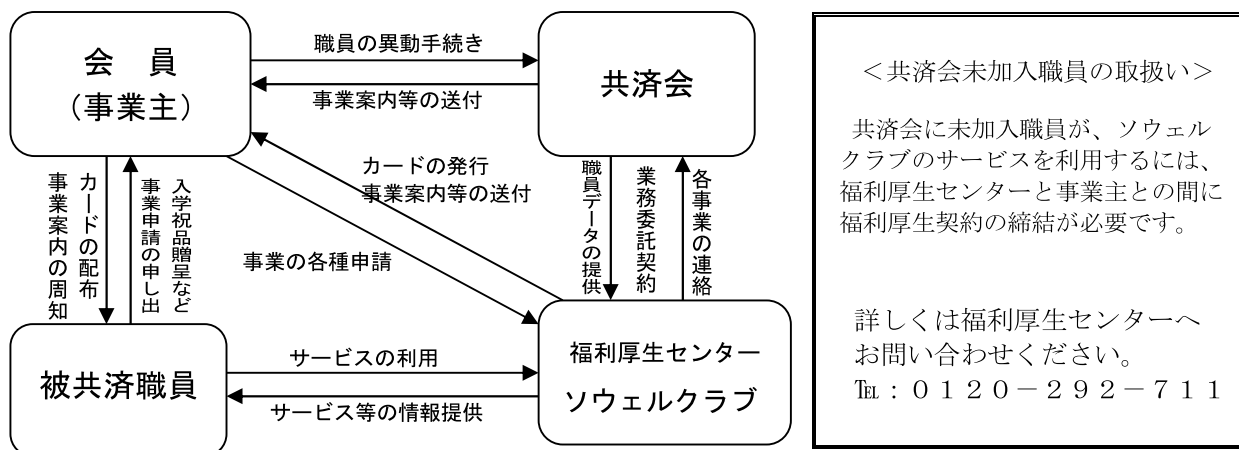 会　員
（事業主）
職員の異動手続き
事業案内等の送付
共済会
カードの発行
事業案内等の送付
事業の各種申請
カードの配布
事業案内の周知
入学祝品贈呈など
事業申請の申し出
職員データの提供
業務委託契約
各事業の連絡
被共済職員
サービスの利用
サービス等の情報提供
福利厚生センター
ソウェルクラブ
＜共済会未加入職員の取扱い＞
共済会に未加入職員が、ソウェル
クラブのサービスを利用するには、
福利厚生センターと事業主との間に
福利厚生契約の締結が必要です。
詳しくは福利厚生センターへ
お問い合わせください。
℡：０１２０－２９２－７１１